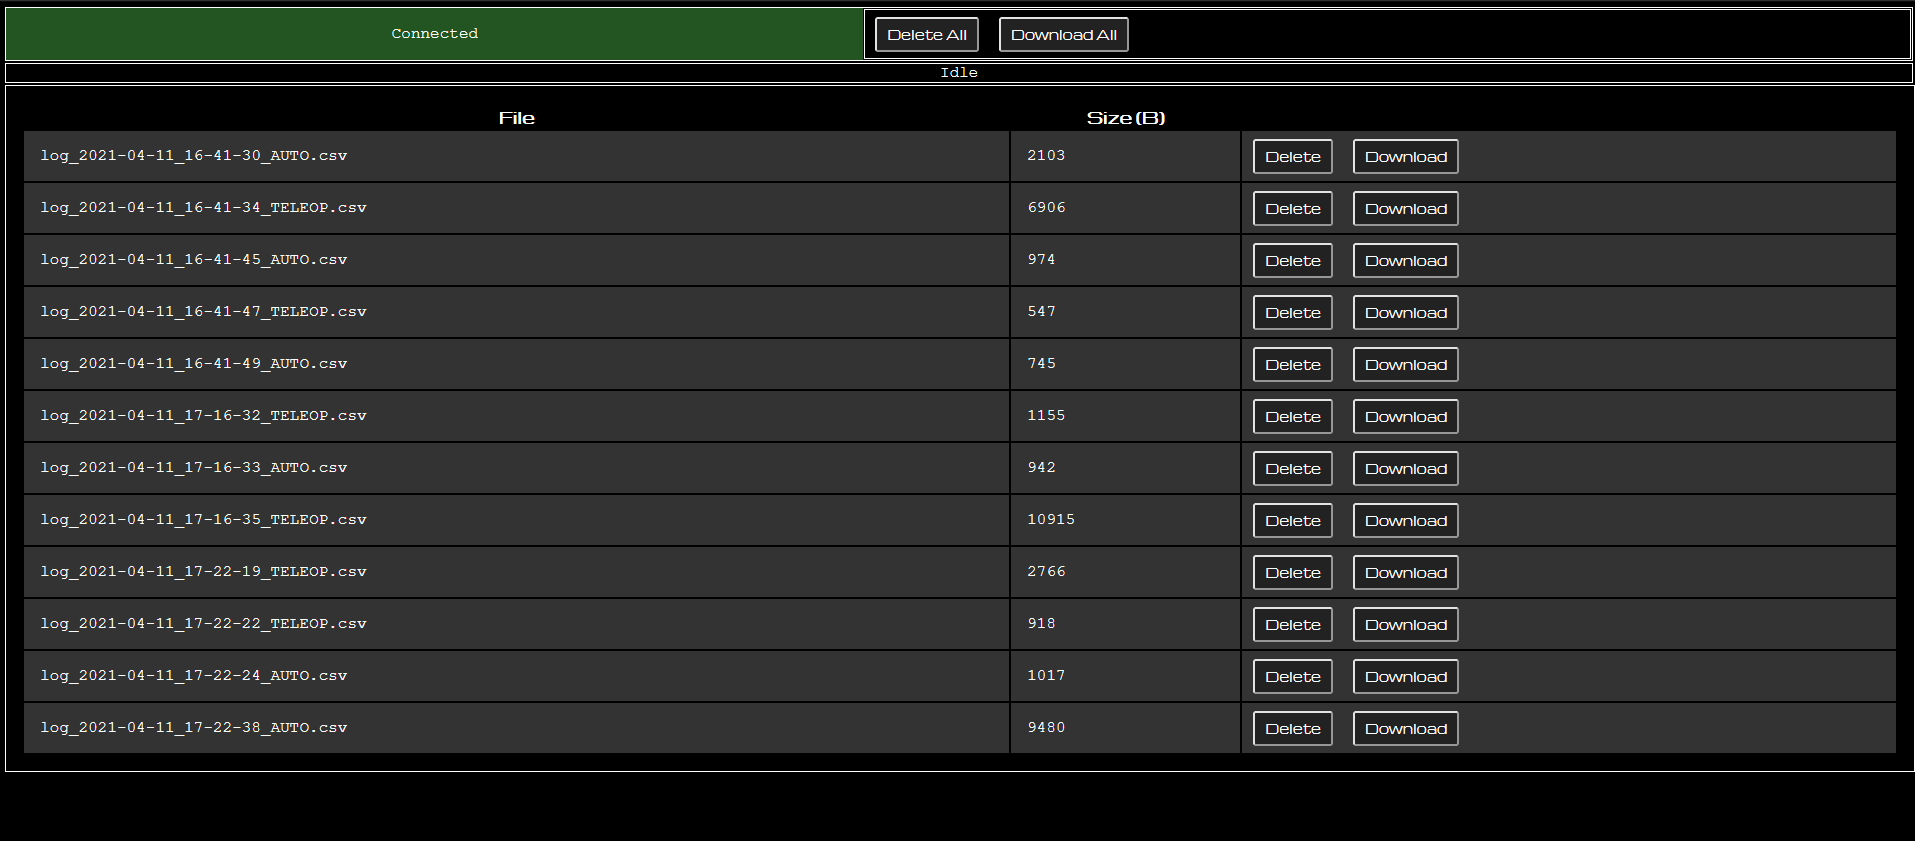 Connected Delete All Download All
Idle
File Size (B)
log_2021-04-11_16-41-30_AUTO.csv 2103 Delete Download
log_2021-04-11_16-41-34_TELEOP.csv 6906 Delete Download
log_2021-04-11_16-41-45_AUTO.csv 974 Delete Download
log_2021-04-11_16-41-47_TELEOP.csv 547 Delete Download
log_2021-04-11_16-41-49_AUTO.csv 745 Delete Download
log_2021-04-11_17-16-32_TELEOP.csv 1155 Delete Download
log_2021-04-11_17-16-33_AUTO.csv 942 Delete Download
log_2021-04-11_17-16-35_TELEOP.csv 10915 Delete Download
log_2021-04-11_17-22-19_TELEOP.csv 2766 Delete Download
log_2021-04-11_17-22-22_TELEOP.csv 918 Delete Download
log_2021-04-11_17-22-24_AUTO.csv 1017 Delete Download
log_2021-04-11_17-22-38_AUTO.csv 9480 Delete Download